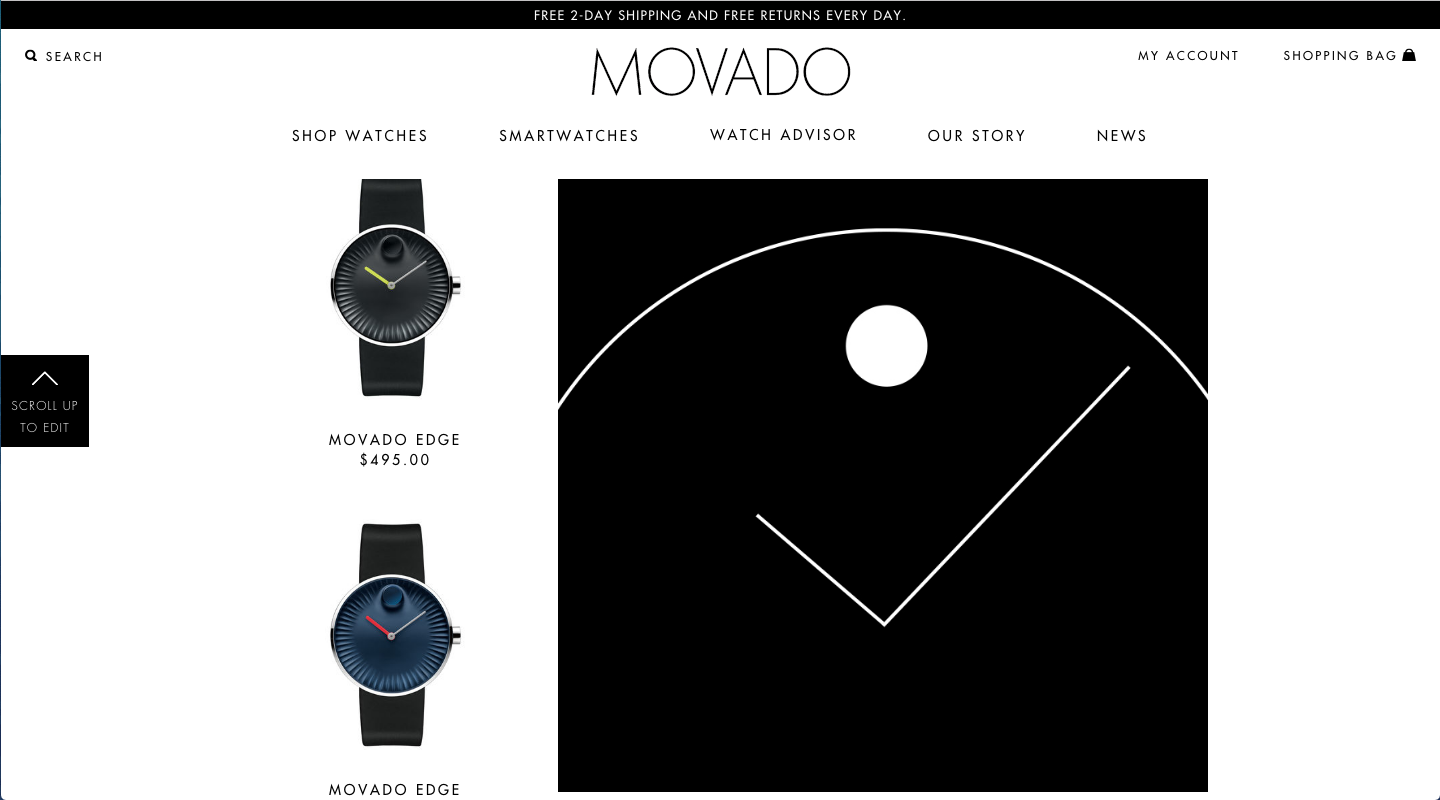 FREE 2-DAY SHIPPING AND FREE RETURNS EVERY DAY.
SEARCH
MOVADO
MY ACCOUNT
SHOPPING BAG
SHOP WATCHES
SMARTWATCHES
WATCH ADVISOR
OUR STORY
NEWS
SCROLL UP
TO EDIT
MOVADO EDGE
$495.00
MOVADO EDGE